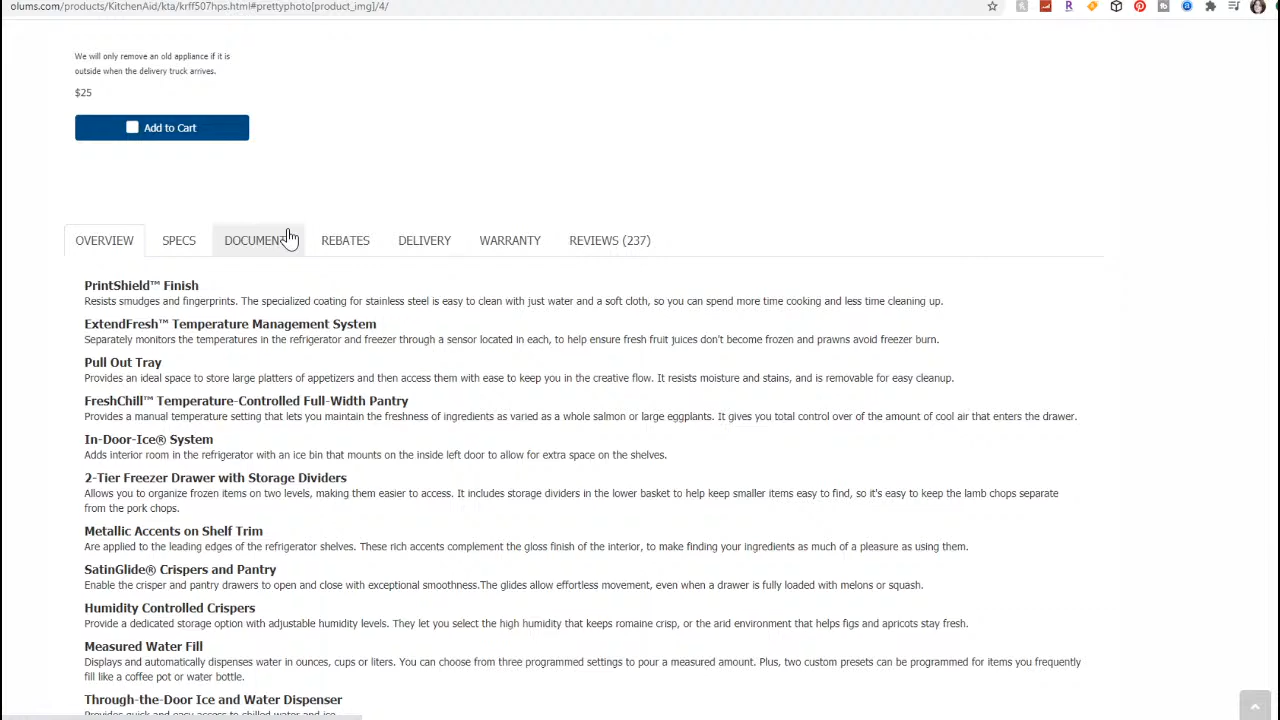 olums.com/products/KitchenAid/kta/krff507hps.html#prettyphoto[product_img]/4/
We will only remove an old appliance if it is
outside when the delivery truck arrives.
$25
Add to Cart
OVERVIEW SPECS DOCUMENT REBATES DELIVERY WARRANTY REVIEWS (237)
PrintShield™ Finish
Resists smudges and fingerprints. The specialized coating for stainless steel is easy to clean with just water and a soft cloth, so you can spend more time cooking and less time cleaning up.
ExtendFresh™ Temperature Management System
Separately monitors the temperatures in the refrigerator and freezer through a sensor located in each, to help ensure fresh fruit juices don't become frozen and prawns avoid freezer burn.
Pull Out Tray
Provides an ideal space to store large platters of appetizers and then access them with ease to keep you in the creative flow. It resists moisture and stains, and is removable for easy cleanup.
FreshChill™ Temperature-Controlled Full-Width Pantry
Provides a manual temperature setting that lets you maintain the freshness of ingredients as varied as a whole salmon or large eggplants. It gives you total control over of the amount of cool air that enters the drawer.
In-Door-Ice® System
Adds interior room in the refrigerator with an ice bin that mounts on the inside left door to allow for extra space on the shelves.
2-Tier Freezer Drawer with Storage Dividers
Allows you to organize frozen items on two levels, making them easier to access. It includes storage dividers in the lower basket to help keep smaller items easy to find, so it's easy to keep the lamb chops separate
from the pork chops.
Metallic Accents on Shelf Trim
Are applied to the leading edges of the refrigerator shelves. These rich accents complement the gloss finish of the interior, to make finding your ingredients as much of a pleasure as using them.
SatinGlide® Crispers and Pantry
Enable the crisper and pantry drawers to open and close with exceptional smoothness.The glides allow effortless movement, even when a drawer is fully loaded with melons or squash.
Humidity Controlled Crispers
Provide a dedicated storage option with adjustable humidity levels. They let you select the high humidity that keeps romaine crisp, or the arid environment that helps figs and apricots stay fresh.
Measured Water Fill
Displays and automatically dispenses water in ounces, cups or liters. You can choose from three programmed settings to pour a measured amount. Plus, two custom presets can be programmed for items you frequently
fill like a coffee pot or water bottle.
Through-the-Door Ice and Water Dispenser
Provides quick and easy access to chilled water and ice.